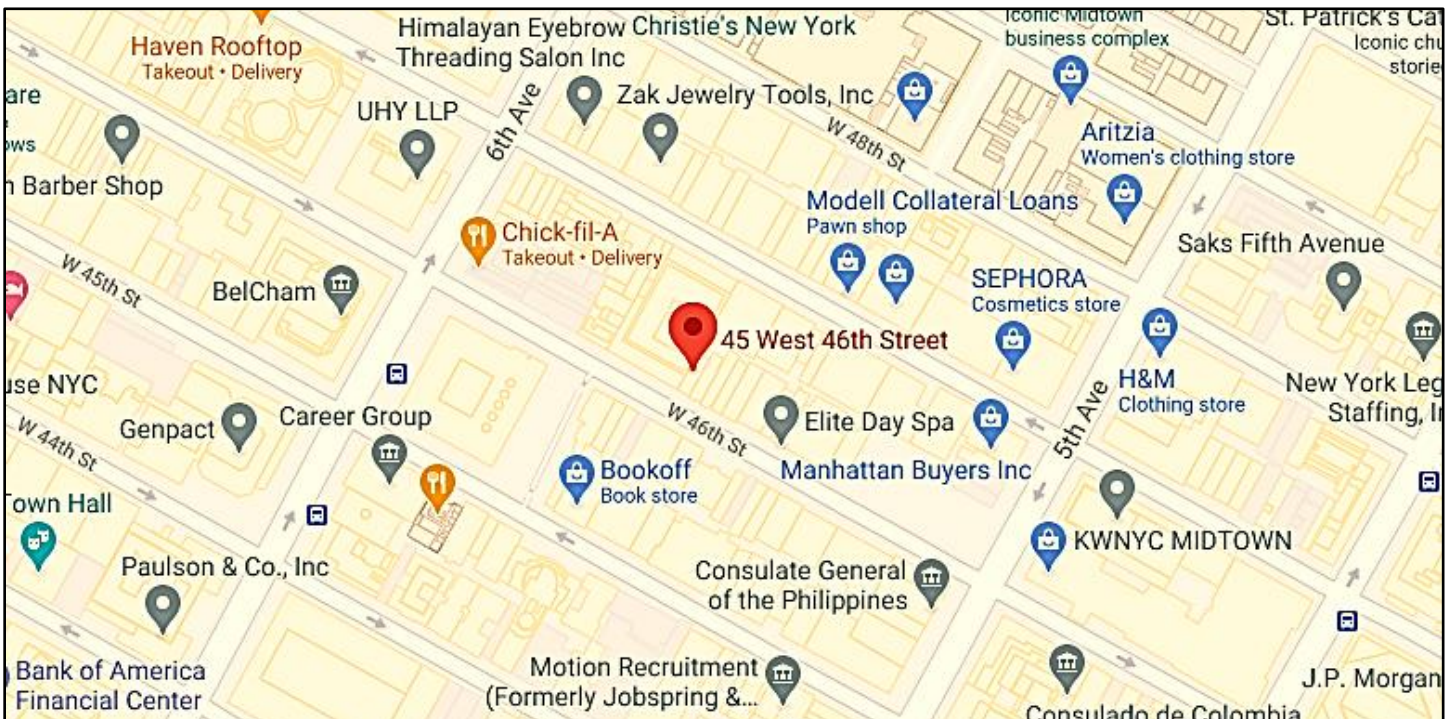 Haven Rooftop
Takeout • Delivery
Himalayan Eyebrow
Threading Salon Inc
Christie's New York
Iconic Midtown
business complex
St. Patrick's Cat
Iconic chu
storie
are
ows
UHY LLP
6th Ave
Zak Jewelry Tools, Inc
W 48th St
Aritzia
Women's clothing store
n Barber Shop
Modell Collateral Loans
Pawn shop
Chick-fil-A
Takeout • Delivery
Saks Fifth Avenue
W 45th St
BelCham
SEPHORA
Cosmetics store
45 West 46th Street
use NYC
H&M
Clothing store
New York Leg
Staffing, I
Genpact
Career Group
W 44th St
W 46th St
Elite Day Spa
5th Ave
Bookoff
Book store
Manhattan Buyers Inc
Town Hall
KWNYC MIDTOWN
Paulson & Co., Inc
Consulate General
of the Philippines
Bank of America
Financial Center
Motion Recruitment
(Formerly Jobspring &...
J.P. Morgan
Consulado de Colombia